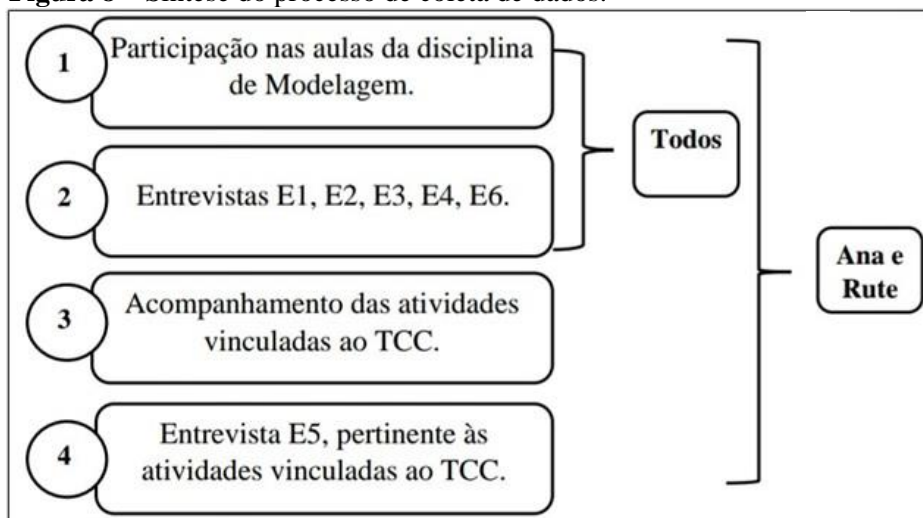 Figura 8 – Síntese do processo de coleta de dados.
1
Participação nas aulas da disciplina
de Modelagem.
2
Entrevistas E1, E2, E3, E4, E6.
3
Acompanhamento das atividades
vinculadas ao TCC.
4
Entrevista E5, pertinente às
atividades vinculadas ao TCC.
Todos
Ana e
Rute